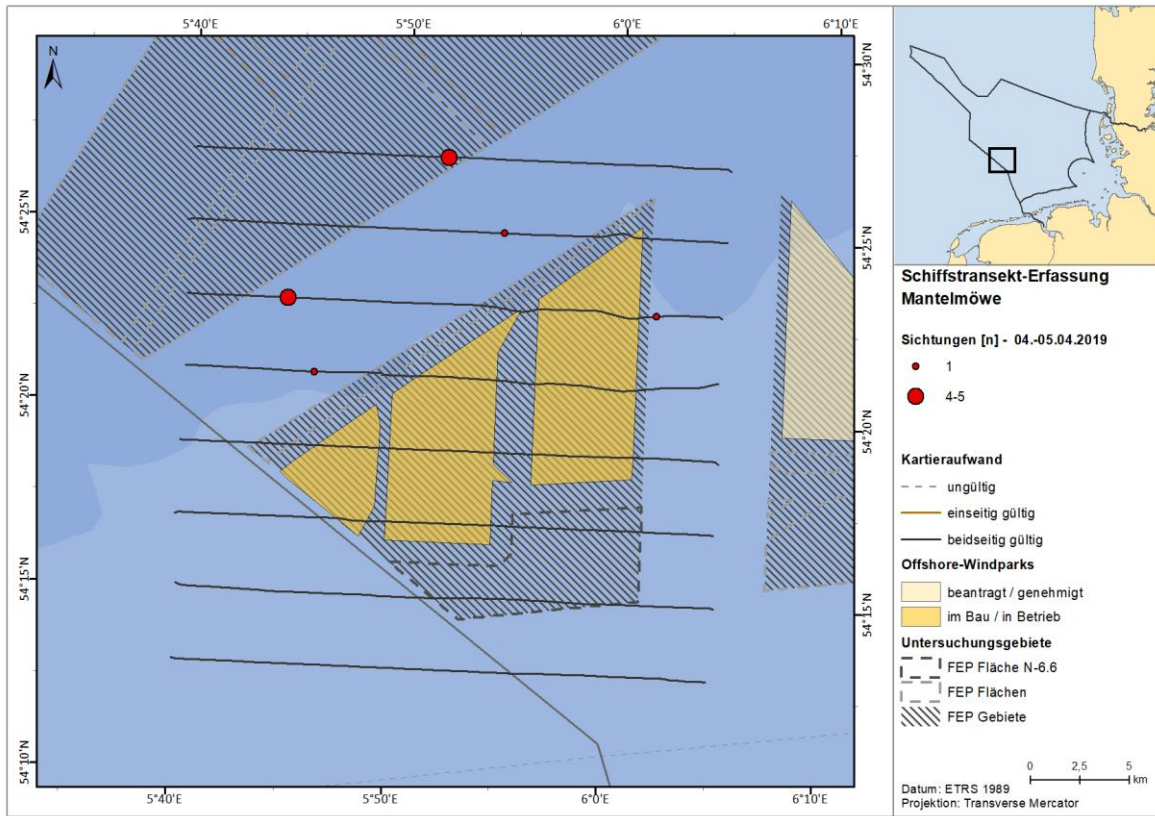 5°40'E 5°50'E 6°0'E 6°10'E
N
54°30'N
54°25'N 54°25'N
54°20'N 54°20'N
54°15'N 54°15'N
54°10'N
5°40'E 5°50'E 6°0'E 6°10'E
Schiffstransekt-Erfassung
Mantelmöwe
Sichtungen [n] - 04.-05.04.2019
1
4-5
Kartieraufwand
ungültig
einseitig gültig
beidseitig gültig
Offshore-Windparks
beantragt / genehmigt
im Bau / in Betrieb
Untersuchungsgebiete
FEP Fläche N-6.6
FEP Flächen
FEP Gebiete
0 2,5 5
km
Datum: ETRS 1989
Projektion: Transverse Mercator